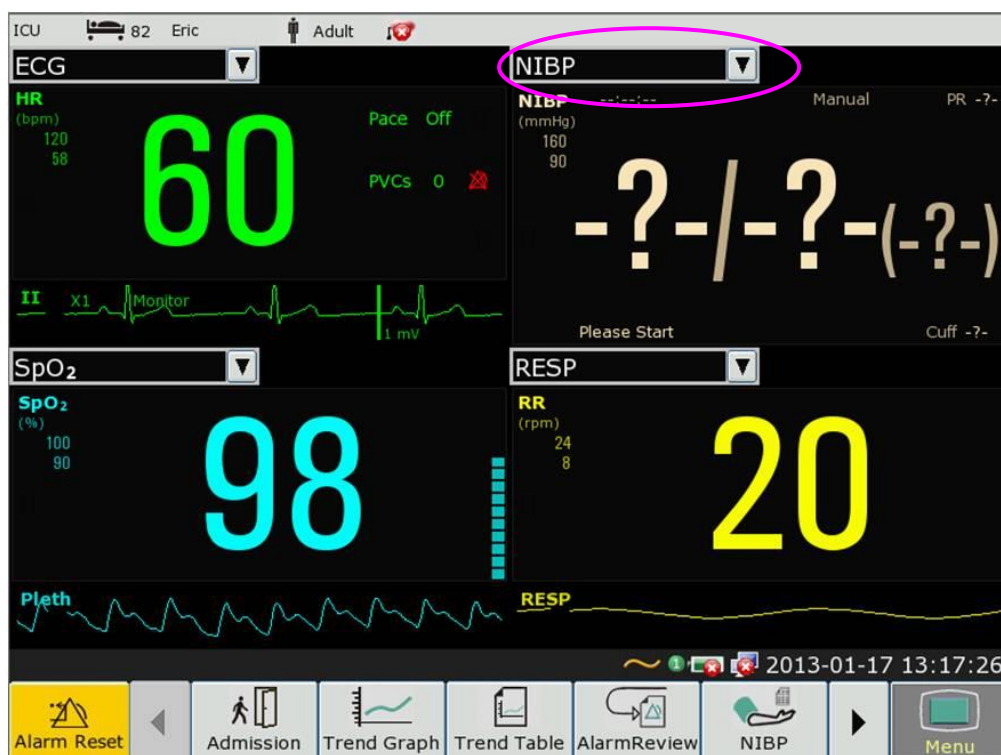 ICU 82 Eric Adult
ECG
HR
(bpm)
120
58
60
Pace Off
PVCs 0
II X1 Monitor
1 mV
NIBP
NIBP --:--:-- Manual PR -?-
(mmHg)
160
90
-?-/-?-(-?-)
Please Start Cuff -?-
SpO₂
SpO₂
(%)
100
90
98
Pleth
RESP
RR
(rpm)
24
8
20
RESP
1 2013-01-17 13:17:26
Alarm Reset Admission Trend Graph Trend Table AlarmReview NIBP Menu